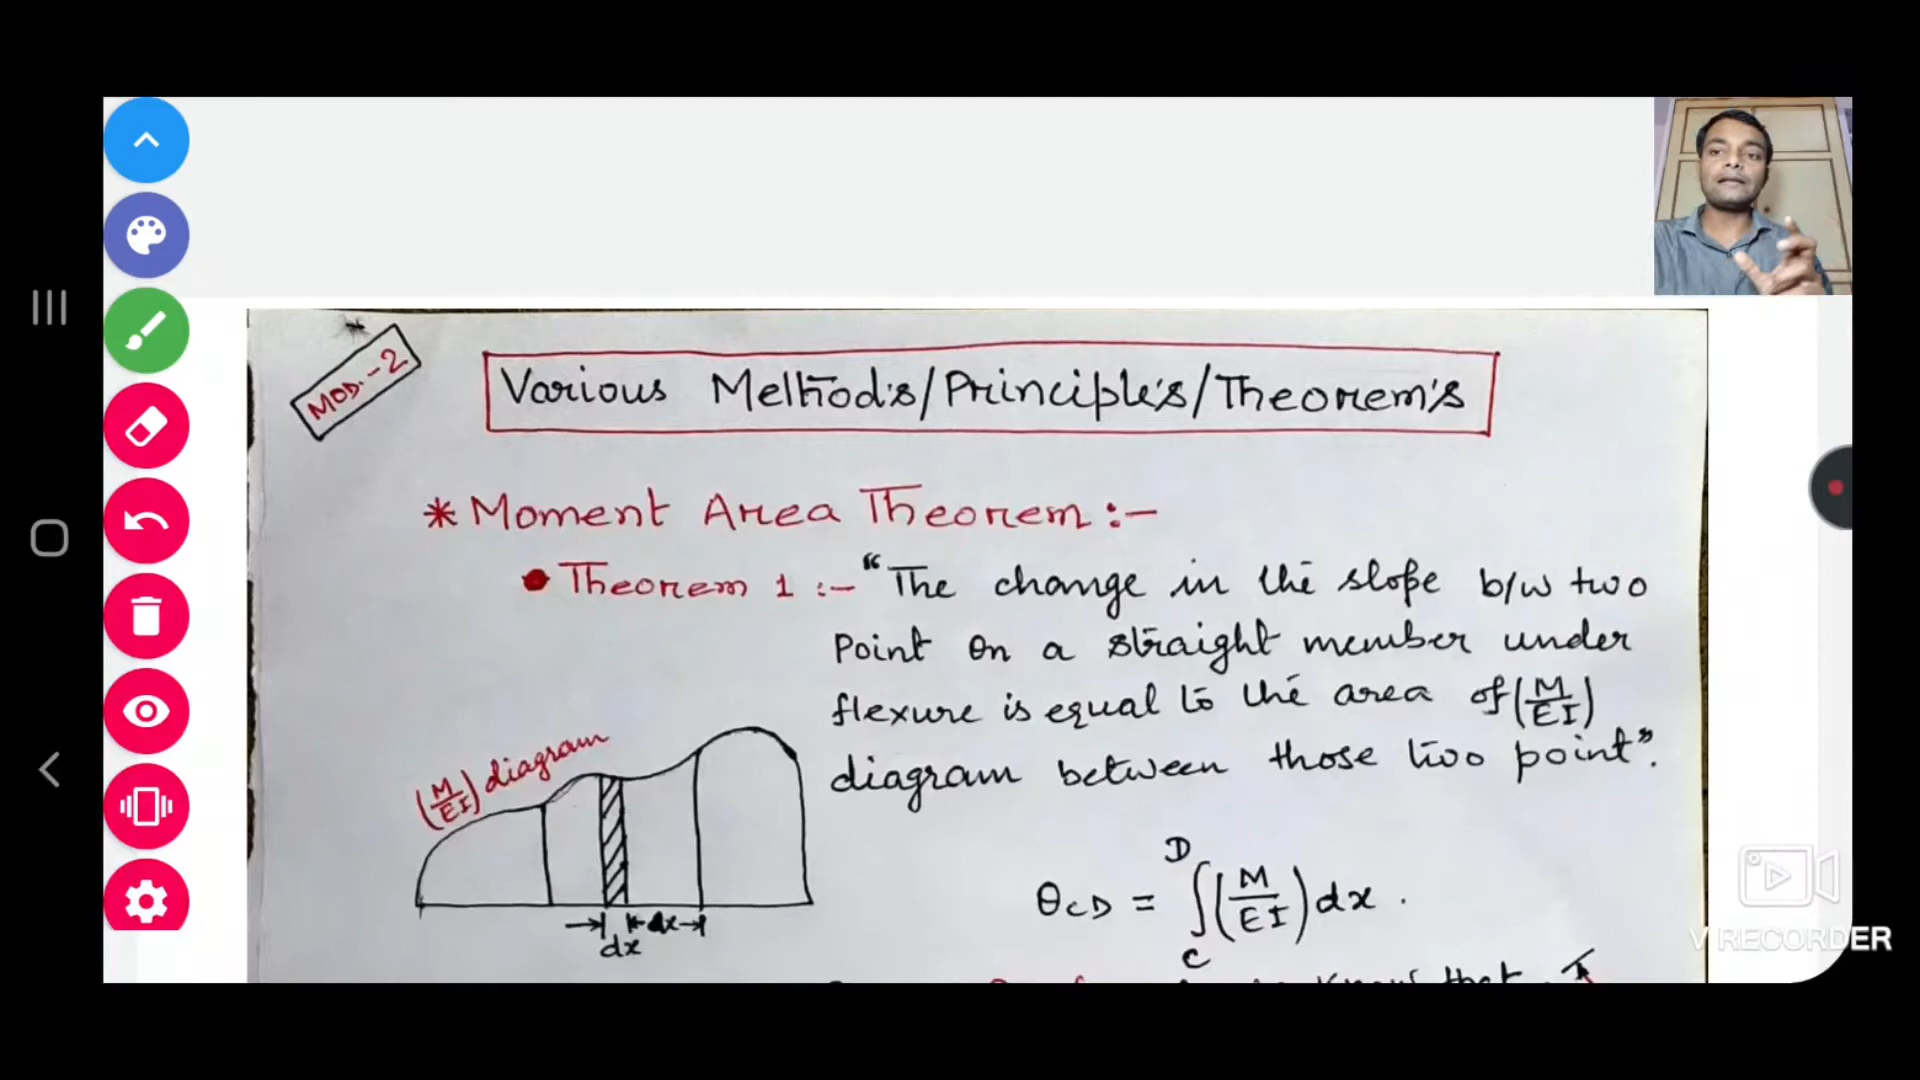 MOD.-2
Various Method's/Principle's/Theorem's
* Moment Area Theorem :-
• Theorem 1 :- "The change in the slope b/w two
Point on a straight member under
flexure is equal to the area of (M/EI)
diagram between those two point".
(M/EI) diagram
θCD = ∫ D C (M/EI) dx .
dx
dx
know that
V RECORDER